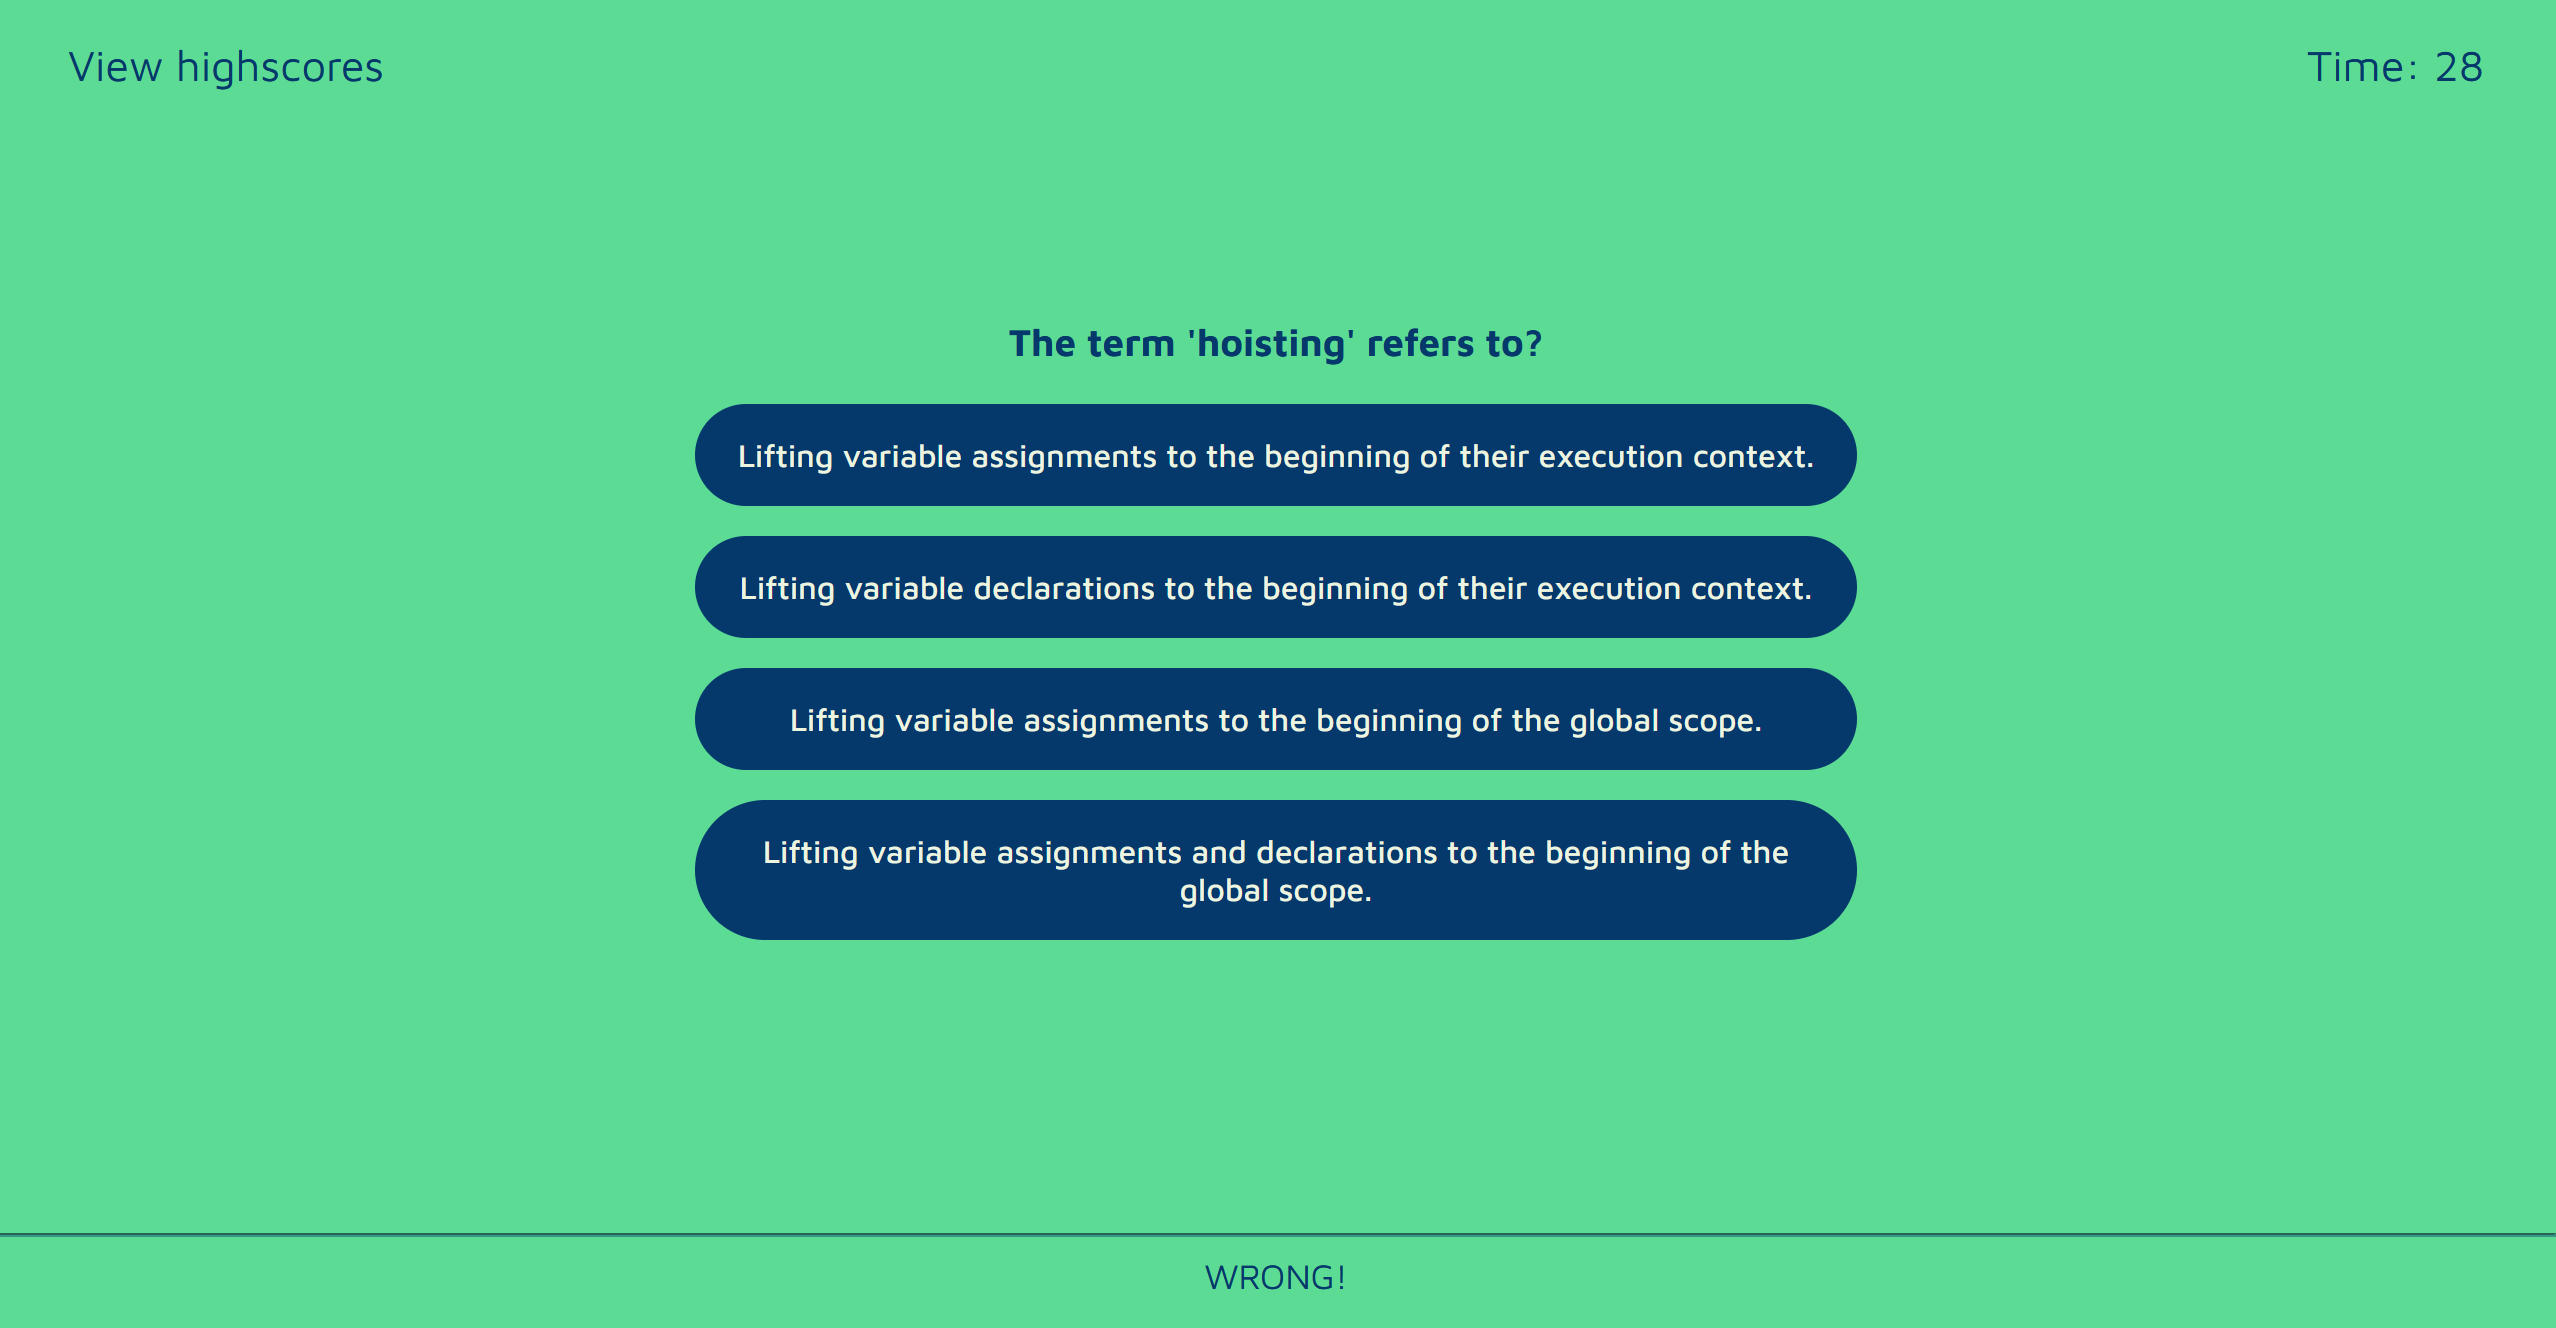 View highscores
Time: 28
The term 'hoisting' refers to?
Lifting variable assignments to the beginning of their execution context.
Lifting variable declarations to the beginning of their execution context.
Lifting variable assignments to the beginning of the global scope.
Lifting variable assignments and declarations to the beginning of the
global scope.
WRONG!